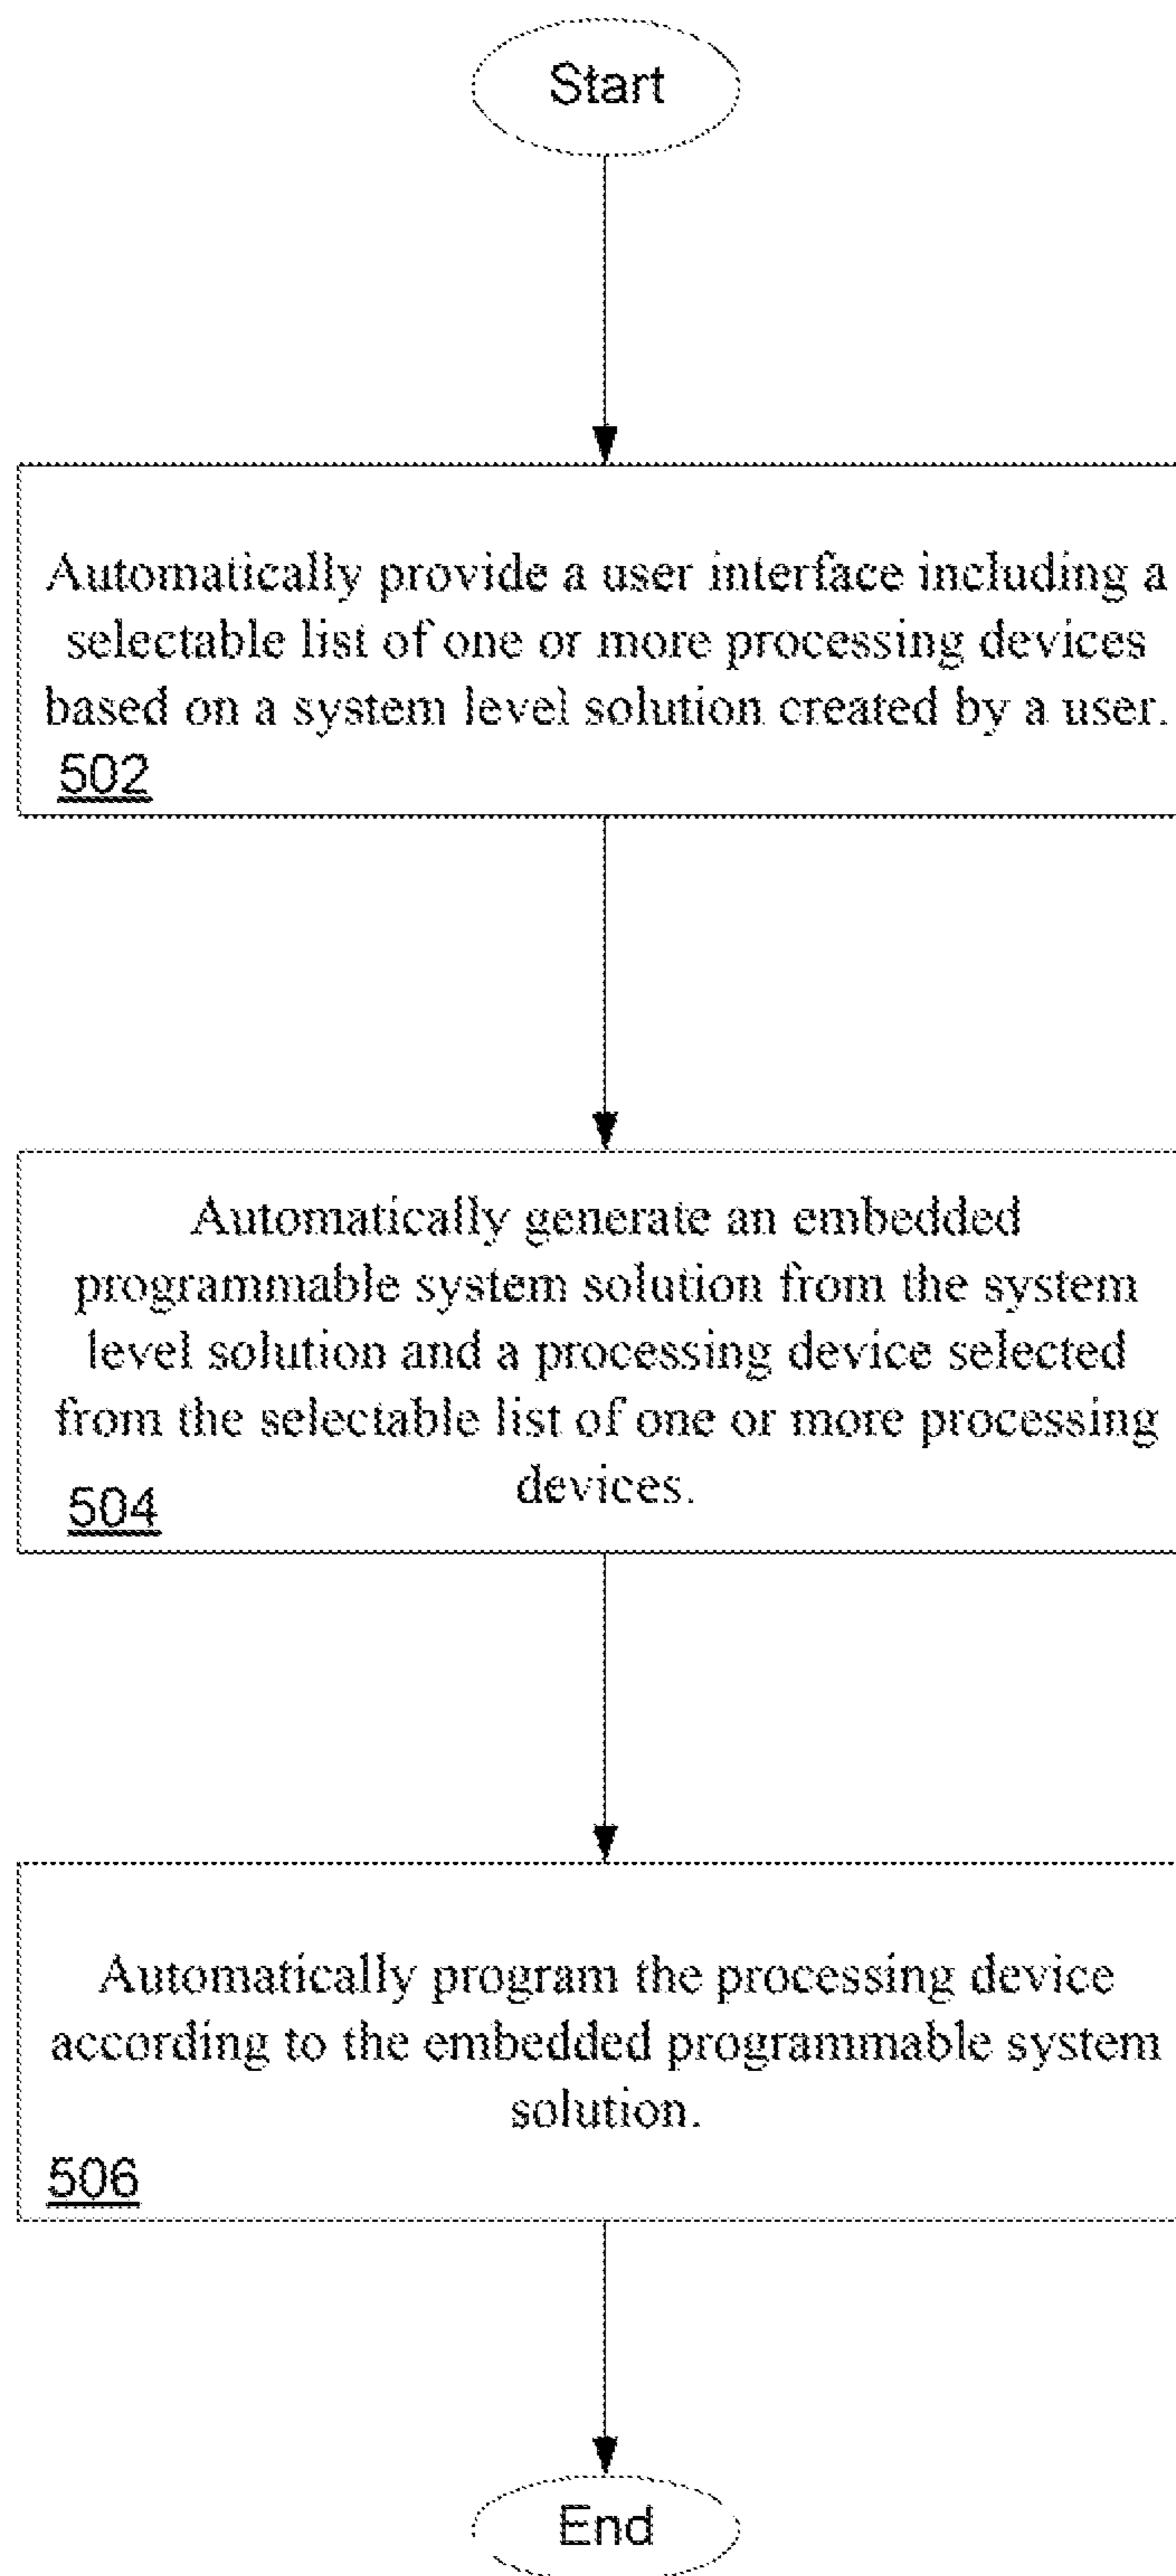 Start
Automatically provide a user interface including a
selectable list of one or more processing devices
based on a system level solution created by a user.
502
Automatically generate an embedded
programmable system solution from the system
level solution and a processing device selected
from the selectable list of one or more processing
devices.
504
Automatically program the processing device
according to the embedded programmable system
solution.
506
End